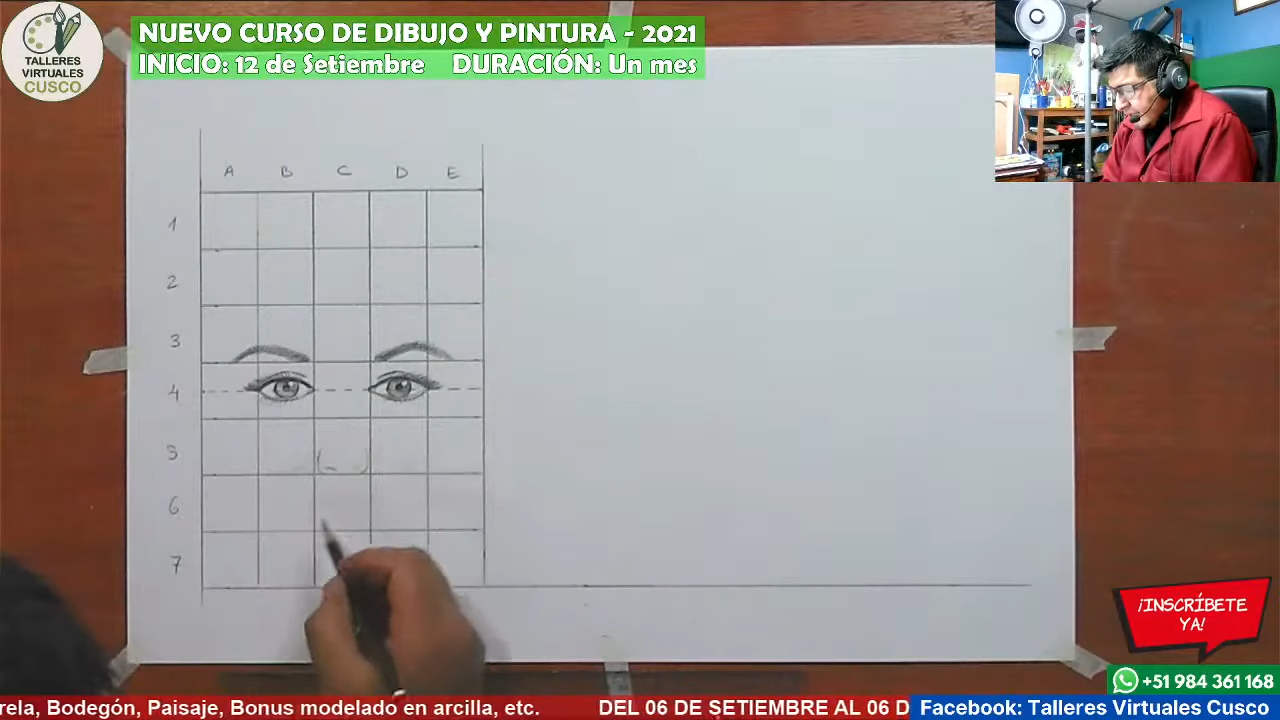 TALLERES
VIRTUALES
CUSCO
NUEVO CURSO DE DIBUJO Y PINTURA - 2021
INICIO: 12 de Setiembre DURACIÓN: Un mes
A B C D E
1
2
3
4
5
6
7
¡INSCRÍBETE
YA!
+51 984 361 168
rela, Bodegón, Paisaje, Bonus modelado en arcilla, etc. DEL 06 DE SETIEMBRE AL 06 D
Facebook: Talleres Virtuales Cusco